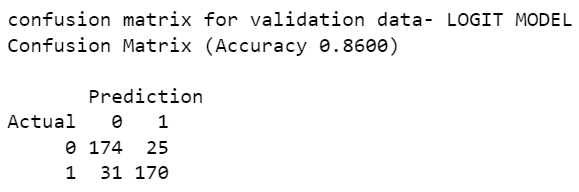 confusion matrix for validation data- LOGIT MODEL
Confusion Matrix (Accuracy 0.8600)
Prediction
Actual 0 1
0 174 25
1 31 170